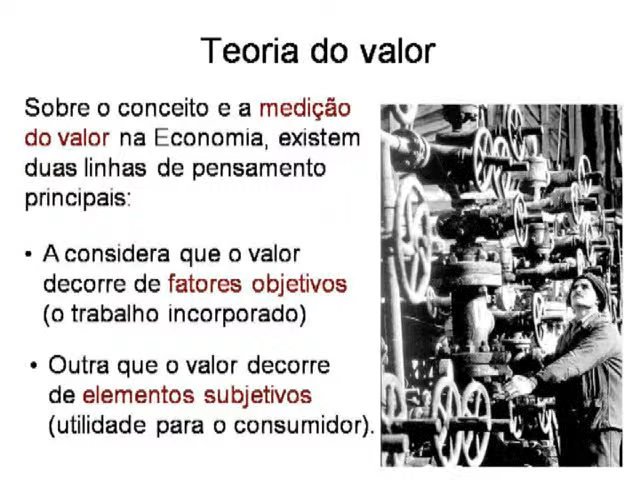 Teoria do valor
Sobre o conceito e a medição
do valor na Economia, existem
duas linhas de pensamento
principais:
• A considera que o valor
decorre de fatores objetivos
(o trabalho incorporado)
• Outra que o valor decorre
de elementos subjetivos
(utilidade para o consumidor).